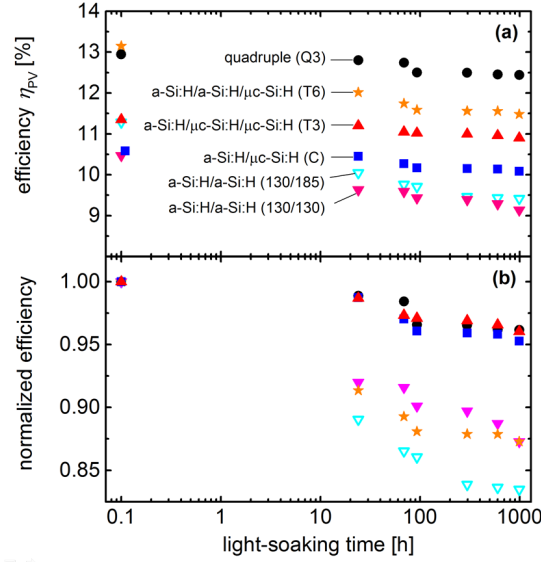 (a)
efficiency ηPV [%]
14
13
12
11
10
9
quadruple (Q3)
a-Si:H/a-Si:H/μc-Si:H (T6)
a-Si:H/μc-Si:H/μc-Si:H (T3)
a-Si:H/μc-Si:H (C)
a-Si:H/a-Si:H (130/185)
a-Si:H/a-Si:H (130/130)
(b)
normalized efficiency
1.00
0.95
0.90
0.85
0.1
1
10
100
1000
light-soaking time [h]